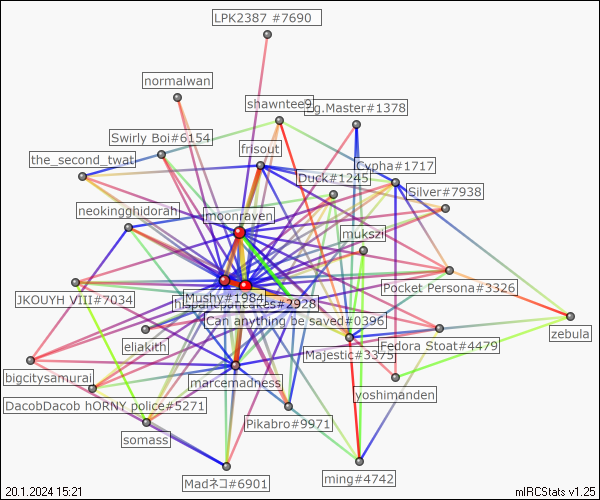 LPK2387 #7690
normalwan
shawntee9
g.Master#1378
Swirly Boi#6154
frisout
the_second_twat
Cypha#1717
Duck#1245
Silver#7938
neokingghidorah
moonraven
mukszi
Pocket Persona#3326
JKOUYH VIII#7034
Mushy#1984
#2928
Can anything be saved#0396
zebula
eliakith
Majestic#3375
Fedora Stoat#4479
bigcitysamurai
marcemadness
yoshimanden
DacobDacob hORNY police#5271
Pikabro#9971
somass
Madネコ#6901
ming#4742
20.1.2024 15:21
mIRCStats v1.25